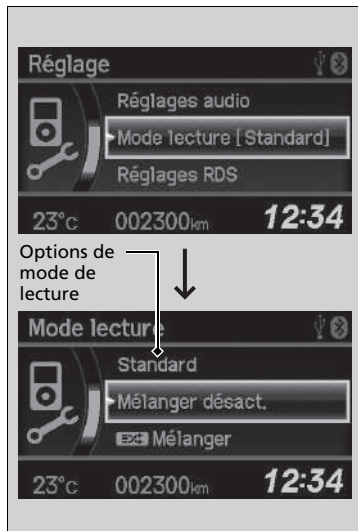 Réglage
Réglages audio
Mode lecture [Standard]
Réglages RDS
23°c 002300km 12:34
Options de
mode de
lecture
Mode lecture
Standard
Mélanger désact.
Mélanger
23°c 002300km 12:34